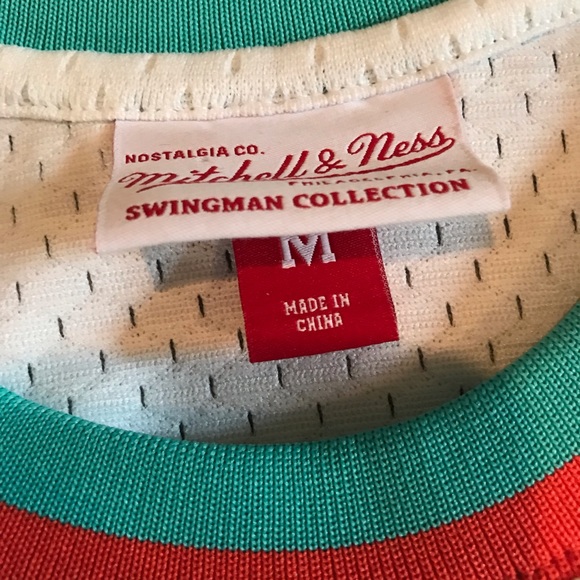 NOSTALGIA CO.
Mitchell & Ness
PHILADELPHIA, PA.
SWINGMAN COLLECTION
M
MADE IN
CHINA